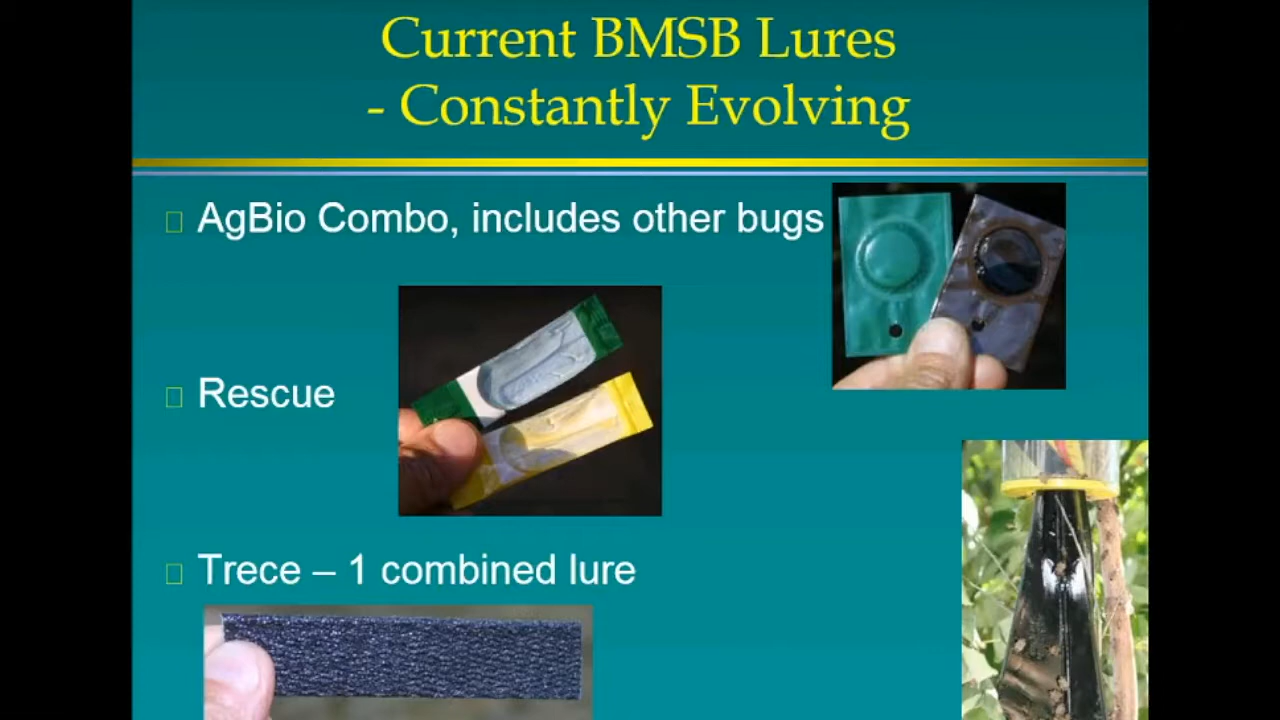 Current BMSB Lures
- Constantly Evolving
AgBio Combo, includes other bugs
Rescue
Trece – 1 combined lure